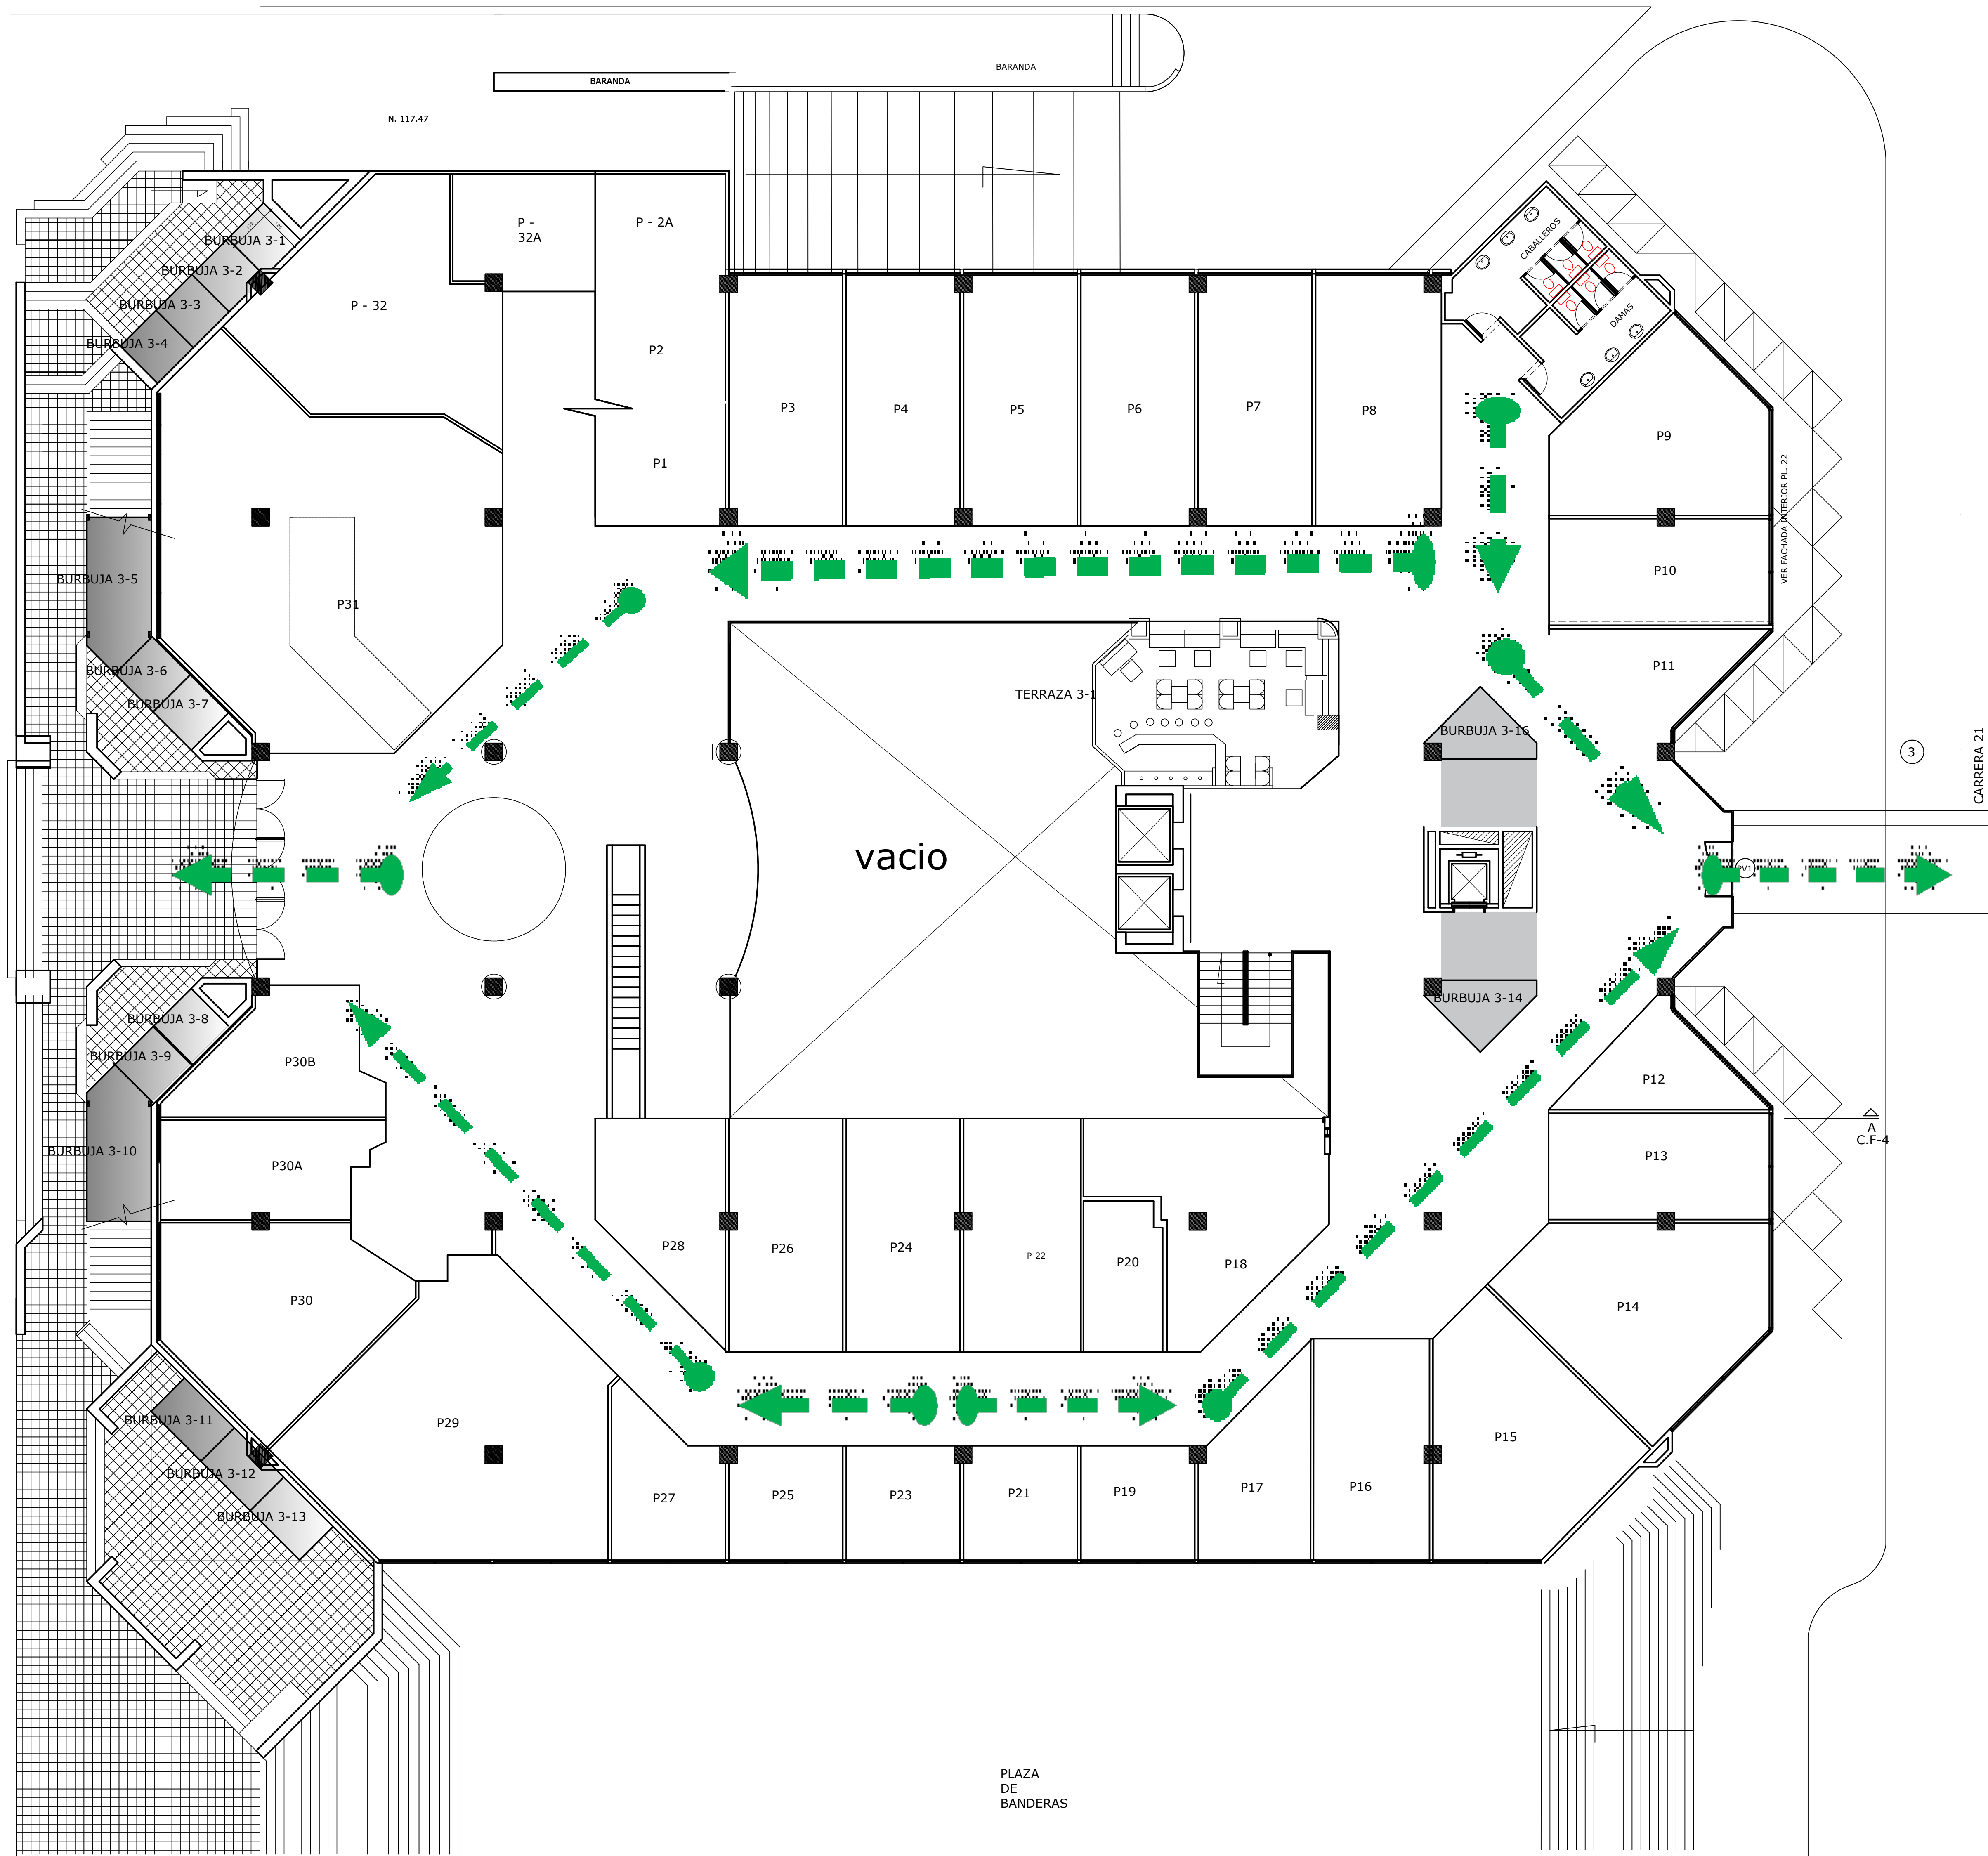 BARANDA
BARANDA
N. 117.47
P -
32A
P - 2A
BURBUJA 3-1
BURBUJA 3-2
BURBUJA 3-3
BURBUJA 3-4
P - 32
P2
P1
P3
P4
P5
P6
P7
P8
CABALLEROS
DAMAS
P9
VER FACHADA INTERIOR PL. 22
P10
P11
BURBUJA 3-5
P31
BURBUJA 3-6
BURBUJA 3-7
TERRAZA 3-1
BURBUJA 3-16
3
CARRERA 21
vacio
PV1
BURBUJA 3-14
BURBUJA 3-8
BURBUJA 3-9
BURBUJA 3-10
P30B
P30A
P30
P12
A
C.F-4
P13
P14
P28
P26
P24
P-22
P20
P18
BURBUJA 3-11
BURBUJA 3-12
BURBUJA 3-13
P29
P27
P25
P23
P21
P19
P17
P16
P15
PLAZA
DE
BANDERAS